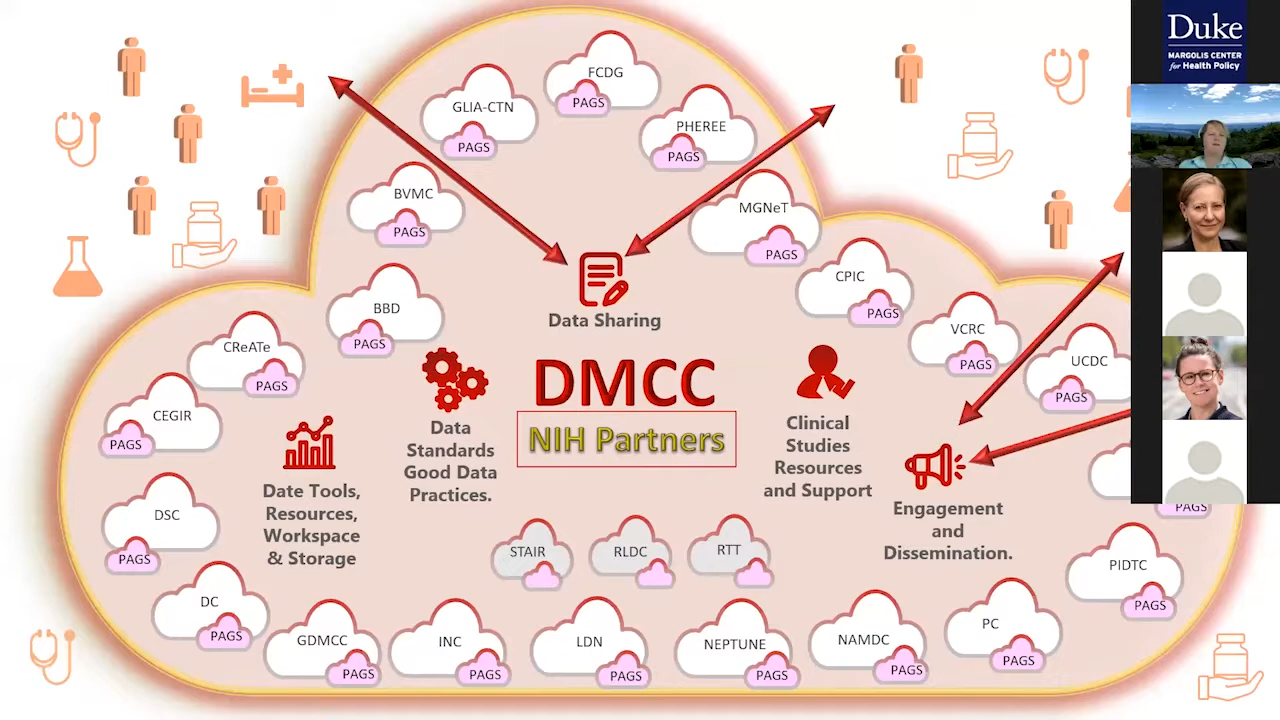 Duke
MARGOLIS CENTER
for Health Policy
FCDG
PAGS
GLIA-CTN
PAGS
PHEREE
PAGS
BVMC
PAGS
MGNeT
PAGS
CPIC
PAGS
BBD
PAGS
Data Sharing
VCRC
PAGS
UCDC
PAGS
CReATe
PAGS
CEGIR
PAGS
DMCC
NIH Partners
Data
Standards
Good Data
Practices.
Clinical
Studies
Resources
and Support
Date Tools,
Resources,
Workspace
& Storage
Engagement
and
Dissemination.
PAGS
DSC
PAGS
STAIR
RLDC
RTT
PIDTC
PAGS
DC
PAGS
GDMCC
PAGS
INC
PAGS
LDN
PAGS
NEPTUNE
PAGS
NAMDC
PAGS
PC
PAGS